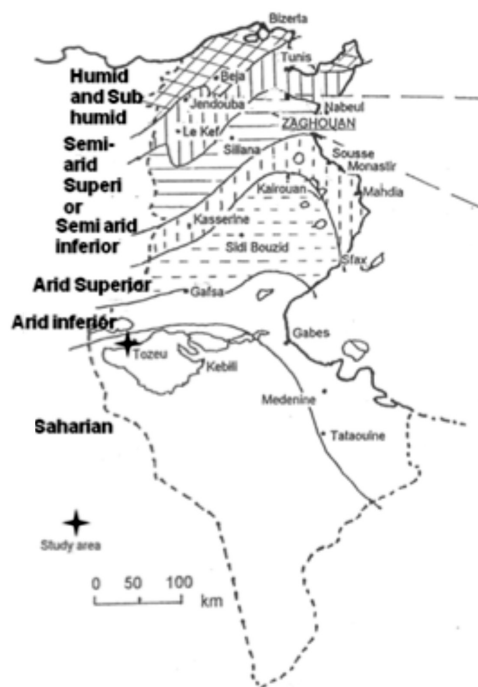 Bizerta
Tunis
Humid
and Sub
humid
Beja
Jendouba
Nabeul
Le Kef
ZAGHOUAN
Siliana
Semi-
arid
Superi
or
Sousse
Monastir
Kairouan
Mahdia
Semi arid
inferior
Kasserine
Sidi Bouzid
Sfax
Arid Superior
Gafsa
Arid inferior
Gabes
Tozeu
Kebili
Medenine
Saharian
Tataouine
Study area
0 50 100
km